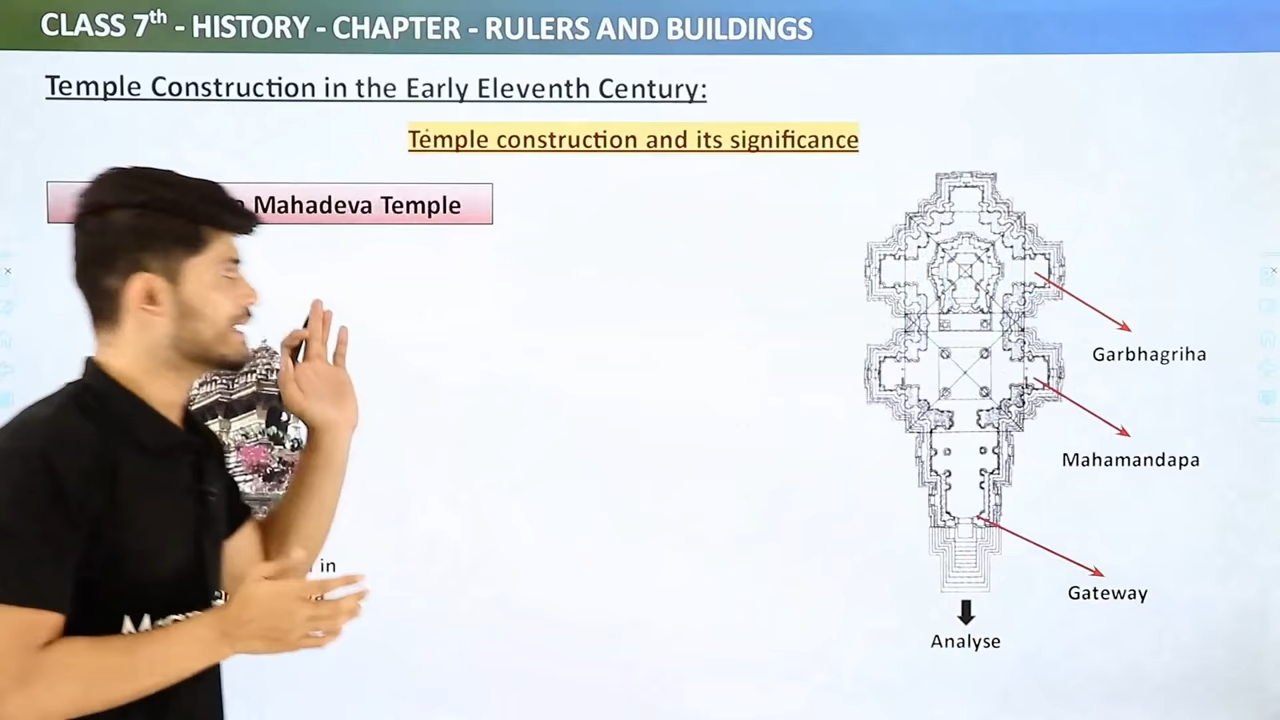 CLASS 7th - HISTORY - CHAPTER - RULERS AND BUILDINGS
Temple Construction in the Early Eleventh Century:
Temple construction and its significance
Mahadeva Temple
Garbhagriha
Mahamandapa
in
Gateway
Analyse